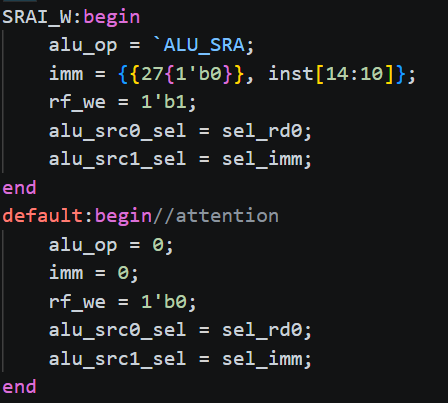 SRAI_W:begin
    alu_op = `ALU_SRA;
    imm = {{27{1'b0}}, inst[14:10]};
    rf_we = 1'b1;
    alu_src0_sel = sel_rd0;
    alu_src1_sel = sel_imm;
end
default:begin//attention
    alu_op = 0;
    imm = 0;
    rf_we = 1'b0;
    alu_src0_sel = sel_rd0;
    alu_src1_sel = sel_imm;
end